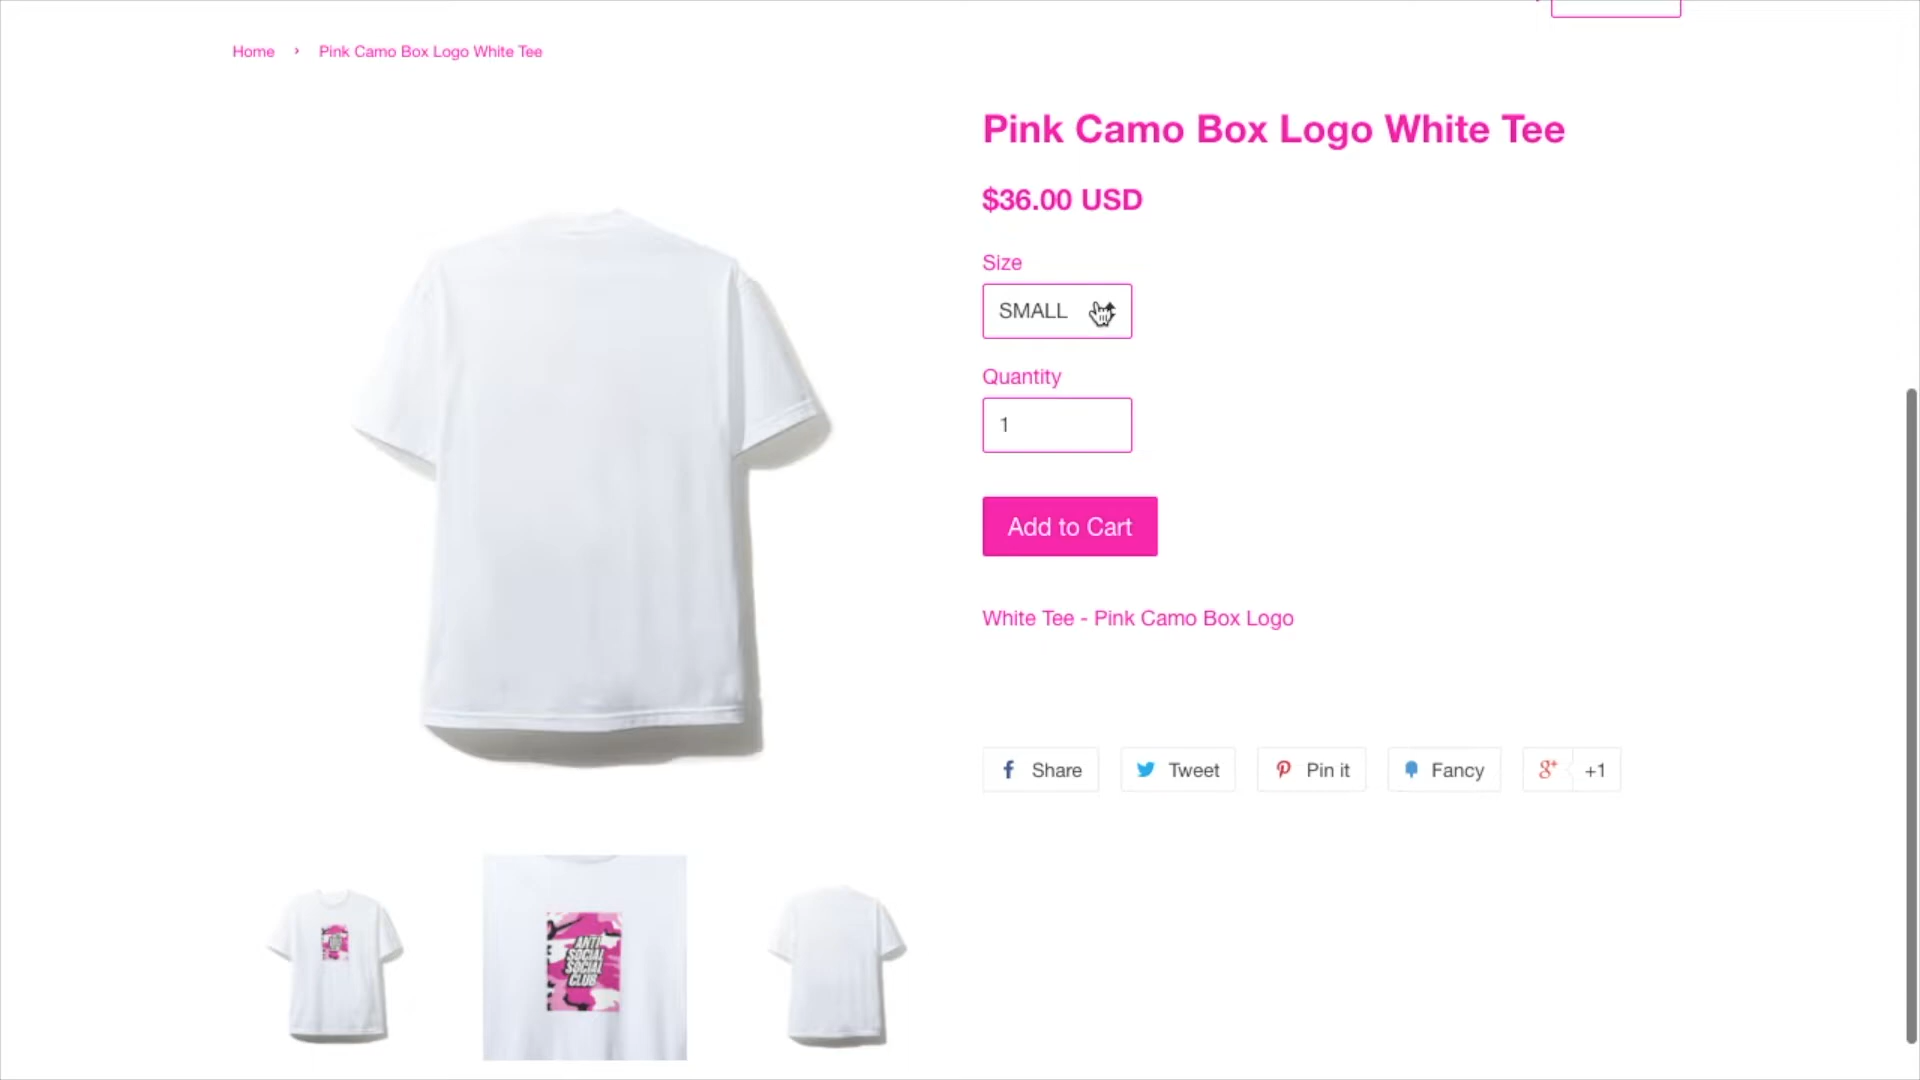 Home › Pink Camo Box Logo White Tee
Pink Camo Box Logo White Tee
$36.00 USD
Size
SMALL
Quantity
1
Add to Cart
White Tee - Pink Camo Box Logo
Share
Tweet
Pin it
Fancy
g+ +1
ANTI
SOCIAL
SOCIAL
CLUB